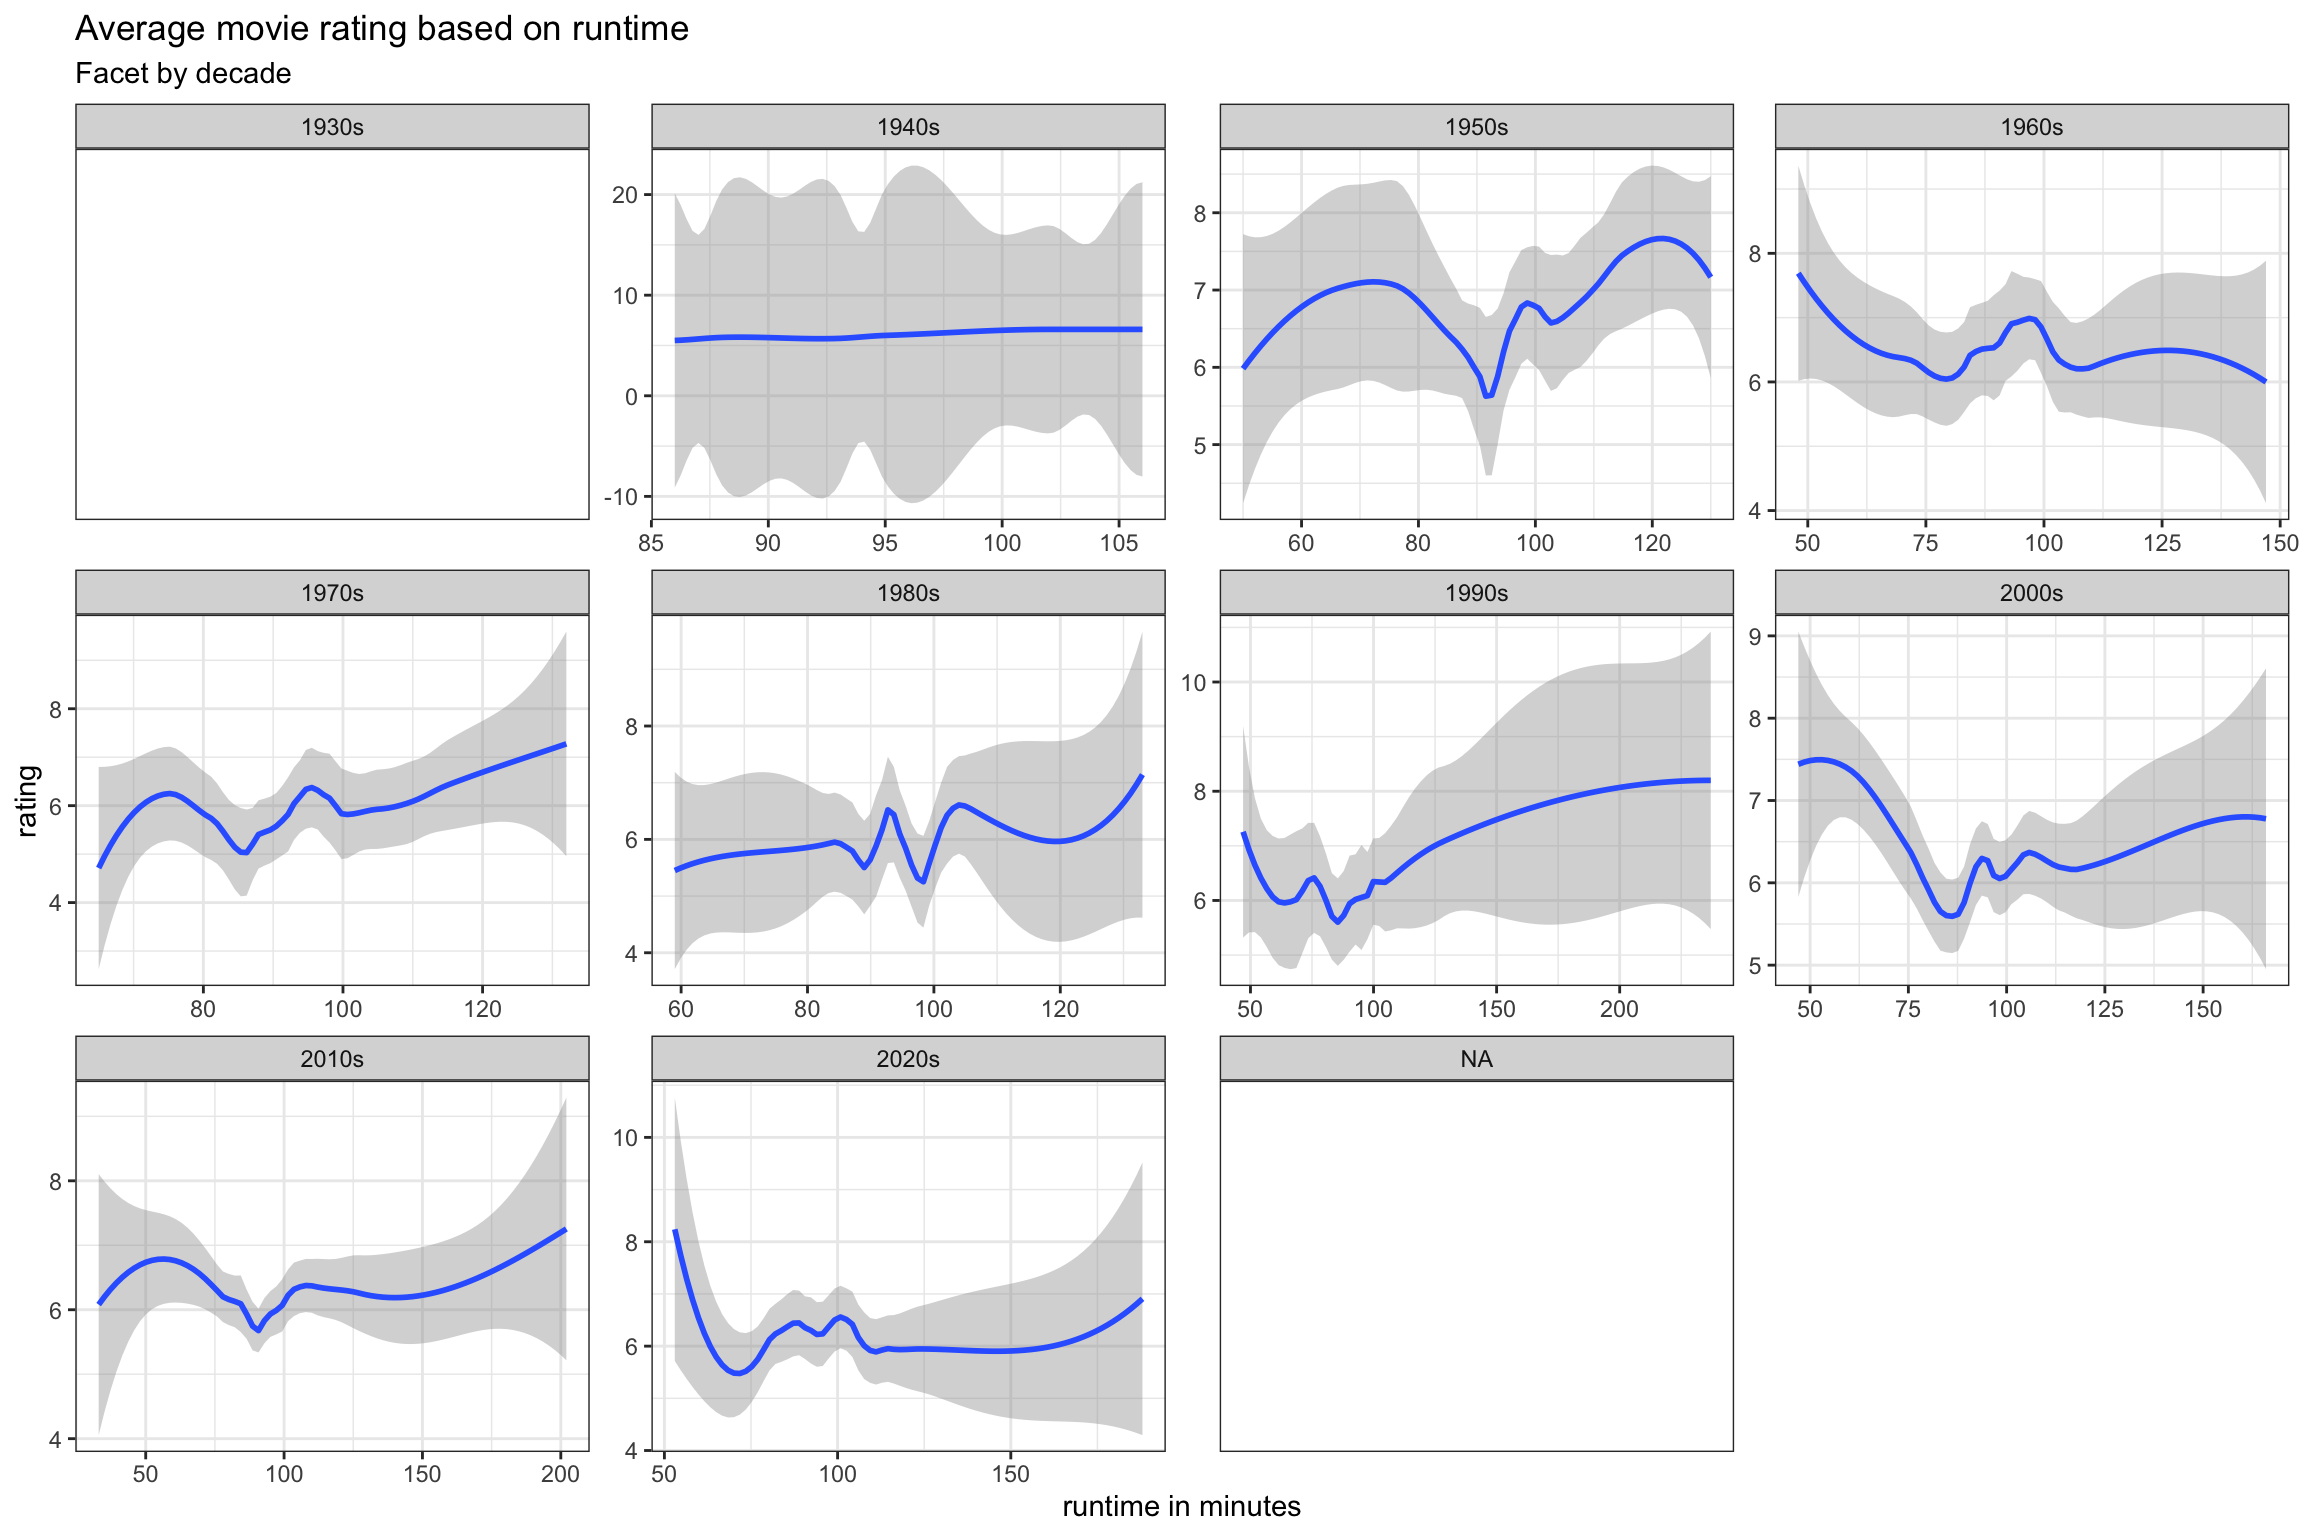 Average movie rating based on runtime
Facet by decade
1930s 1940s 1950s 1960s
20
10
0
-10
85 90 95 100 105
8
7
6
5
60 80 100 120
8
6
4
50 75 100 125 150
1970s 1980s 1990s 2000s
rating
8
6
4
80 100 120
8
6
4
60 80 100 120
10
8
6
50 100 150 200
9
8
7
6
5
50 75 100 125 150
2010s 2020s NA
8
6
4
50 100 150 200
10
8
6
4
50 100 150
runtime in minutes